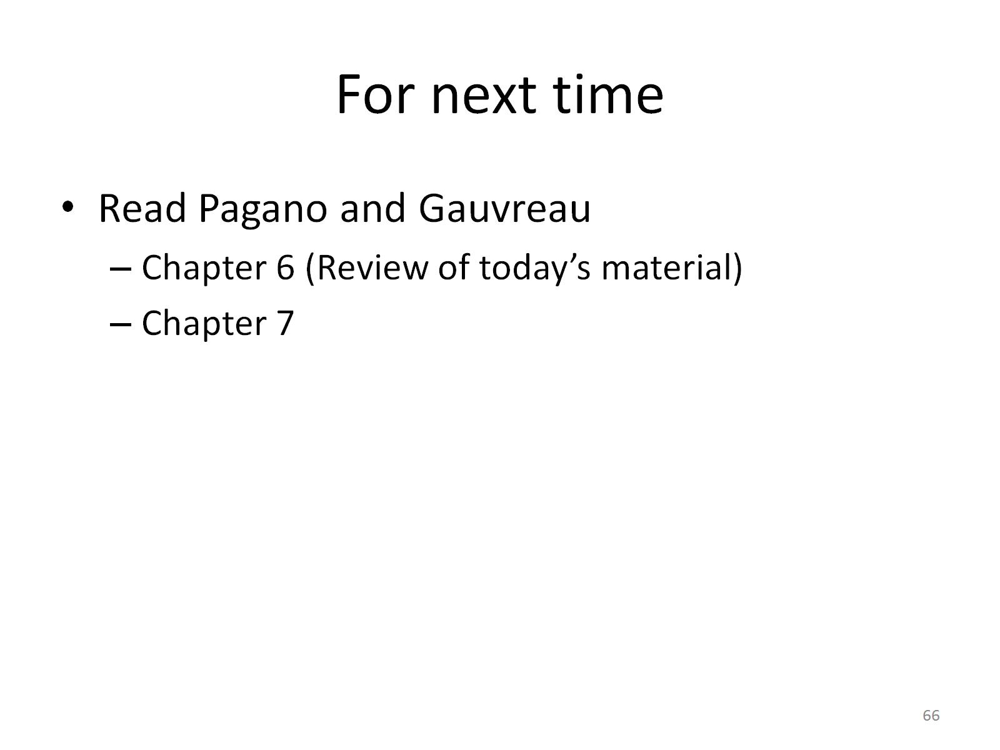 For next time
• Read Pagano and Gauvreau
– Chapter 6 (Review of today’s material)
– Chapter 7
66